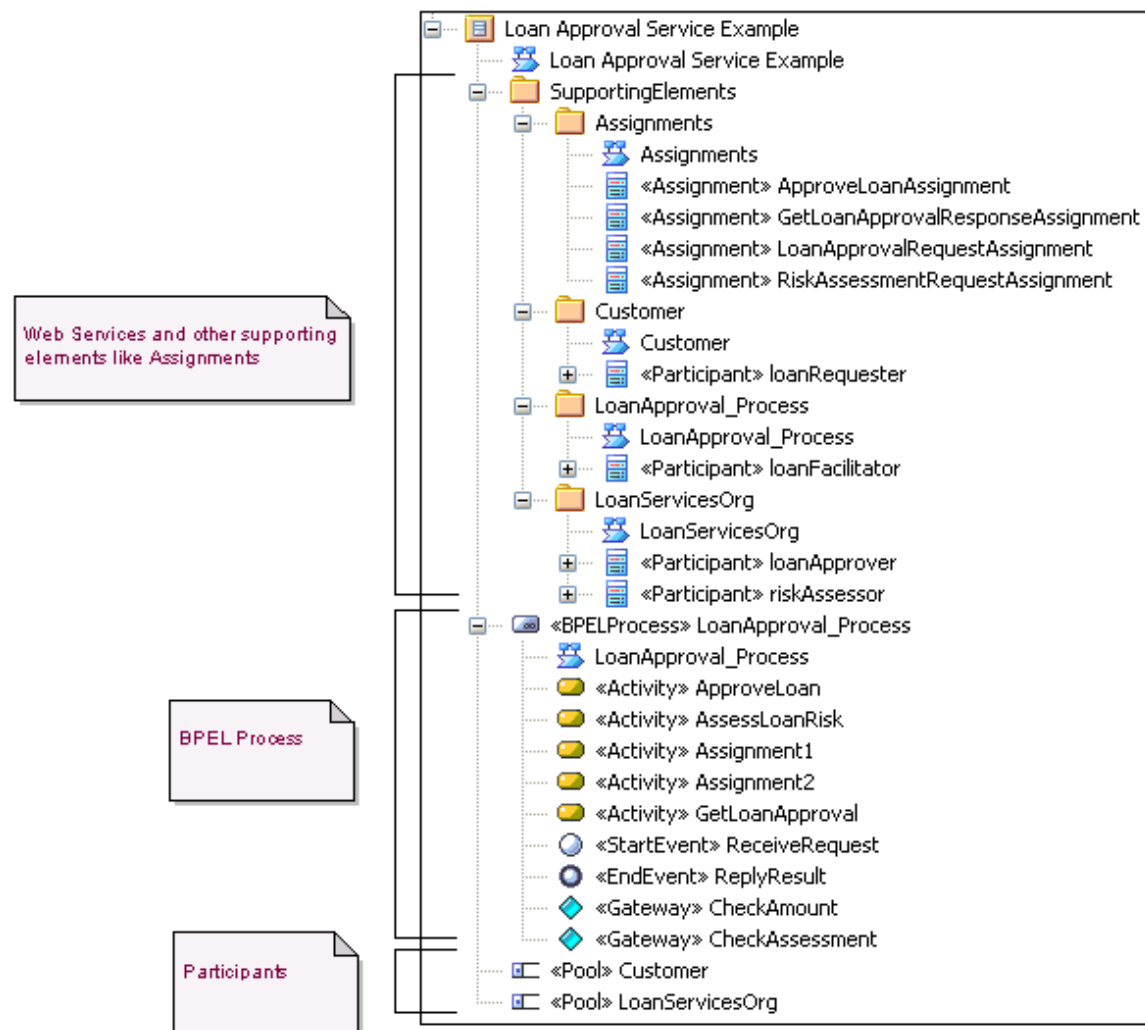 Loan Approval Service Example
Loan Approval Service Example
SupportingElements
Assignments
Assignments
«Assignment» ApproveLoanAssignment
«Assignment» GetLoanApprovalResponseAssignment
«Assignment» LoanApprovalRequestAssignment
«Assignment» RiskAssessmentRequestAssignment
Customer
Customer
«Participant» loanRequester
LoanApproval_Process
LoanApproval_Process
«Participant» loanFacilitator
LoanServicesOrg
LoanServicesOrg
«Participant» loanApprover
«Participant» riskAssessor
«BPELProcess» LoanApproval_Process
LoanApproval_Process
«Activity» ApproveLoan
«Activity» AssessLoanRisk
«Activity» Assignment1
«Activity» Assignment2
«Activity» GetLoanApproval
«StartEvent» ReceiveRequest
«EndEvent» ReplyResult
«Gateway» CheckAmount
«Gateway» CheckAssessment
«Pool» Customer
«Pool» LoanServicesOrg
Web Services and other supporting
elements like Assignments
BPEL Process
Participants